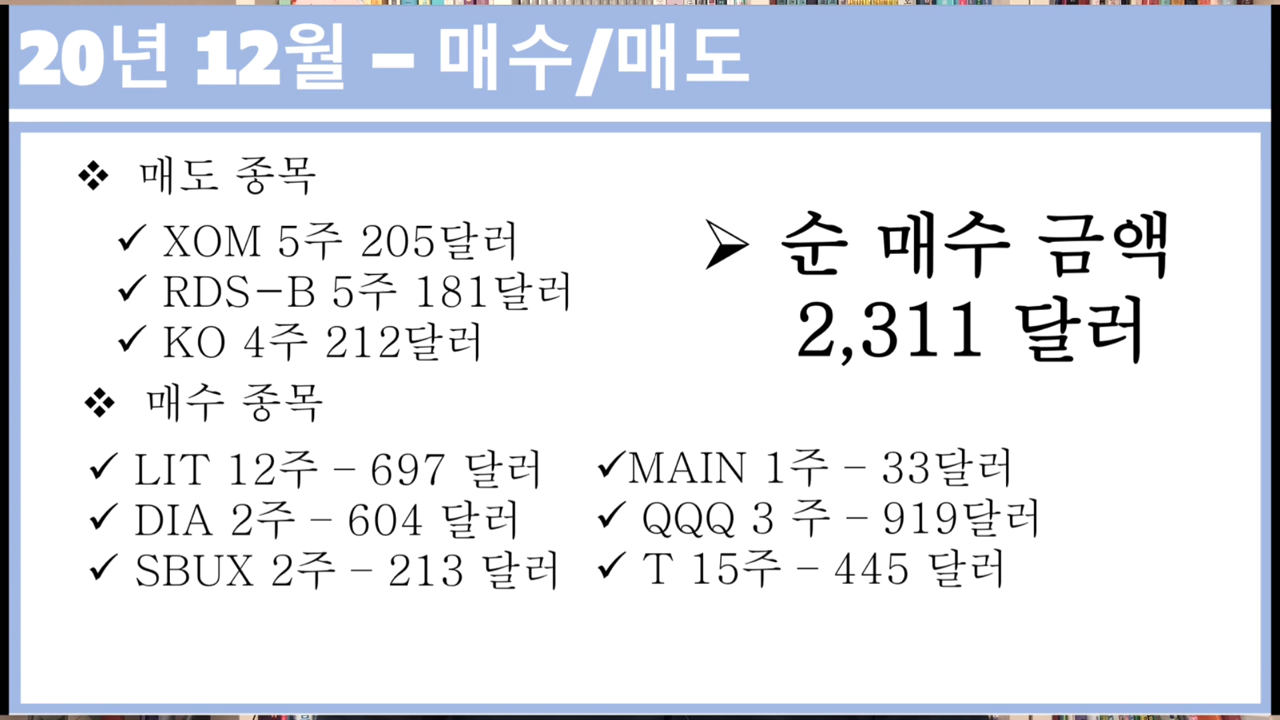 20년 12월 – 매수/매도
❖ 매도 종목
✓ XOM 5주 205달러
✓ RDS-B 5주 181달러
✓ KO 4주 212달러
➢ 순 매수 금액
2,311 달러
❖ 매수 종목
✓ LIT 12주 – 697 달러
✓ DIA 2주 – 604 달러
✓ SBUX 2주 – 213 달러
✓MAIN 1주 – 33달러
✓ QQQ 3 주 – 919달러
✓ T 15주 – 445 달러